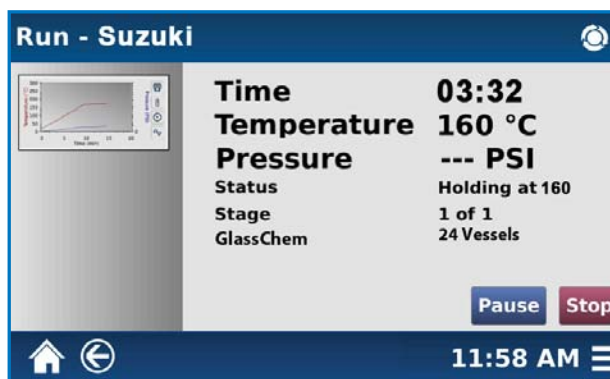 Run - Suzuki
Time 03:32
Temperature 160 °C
Pressure --- PSI
Status Holding at 160
Stage 1 of 1
GlassChem 24 Vessels
Pause Stop
11:58 AM